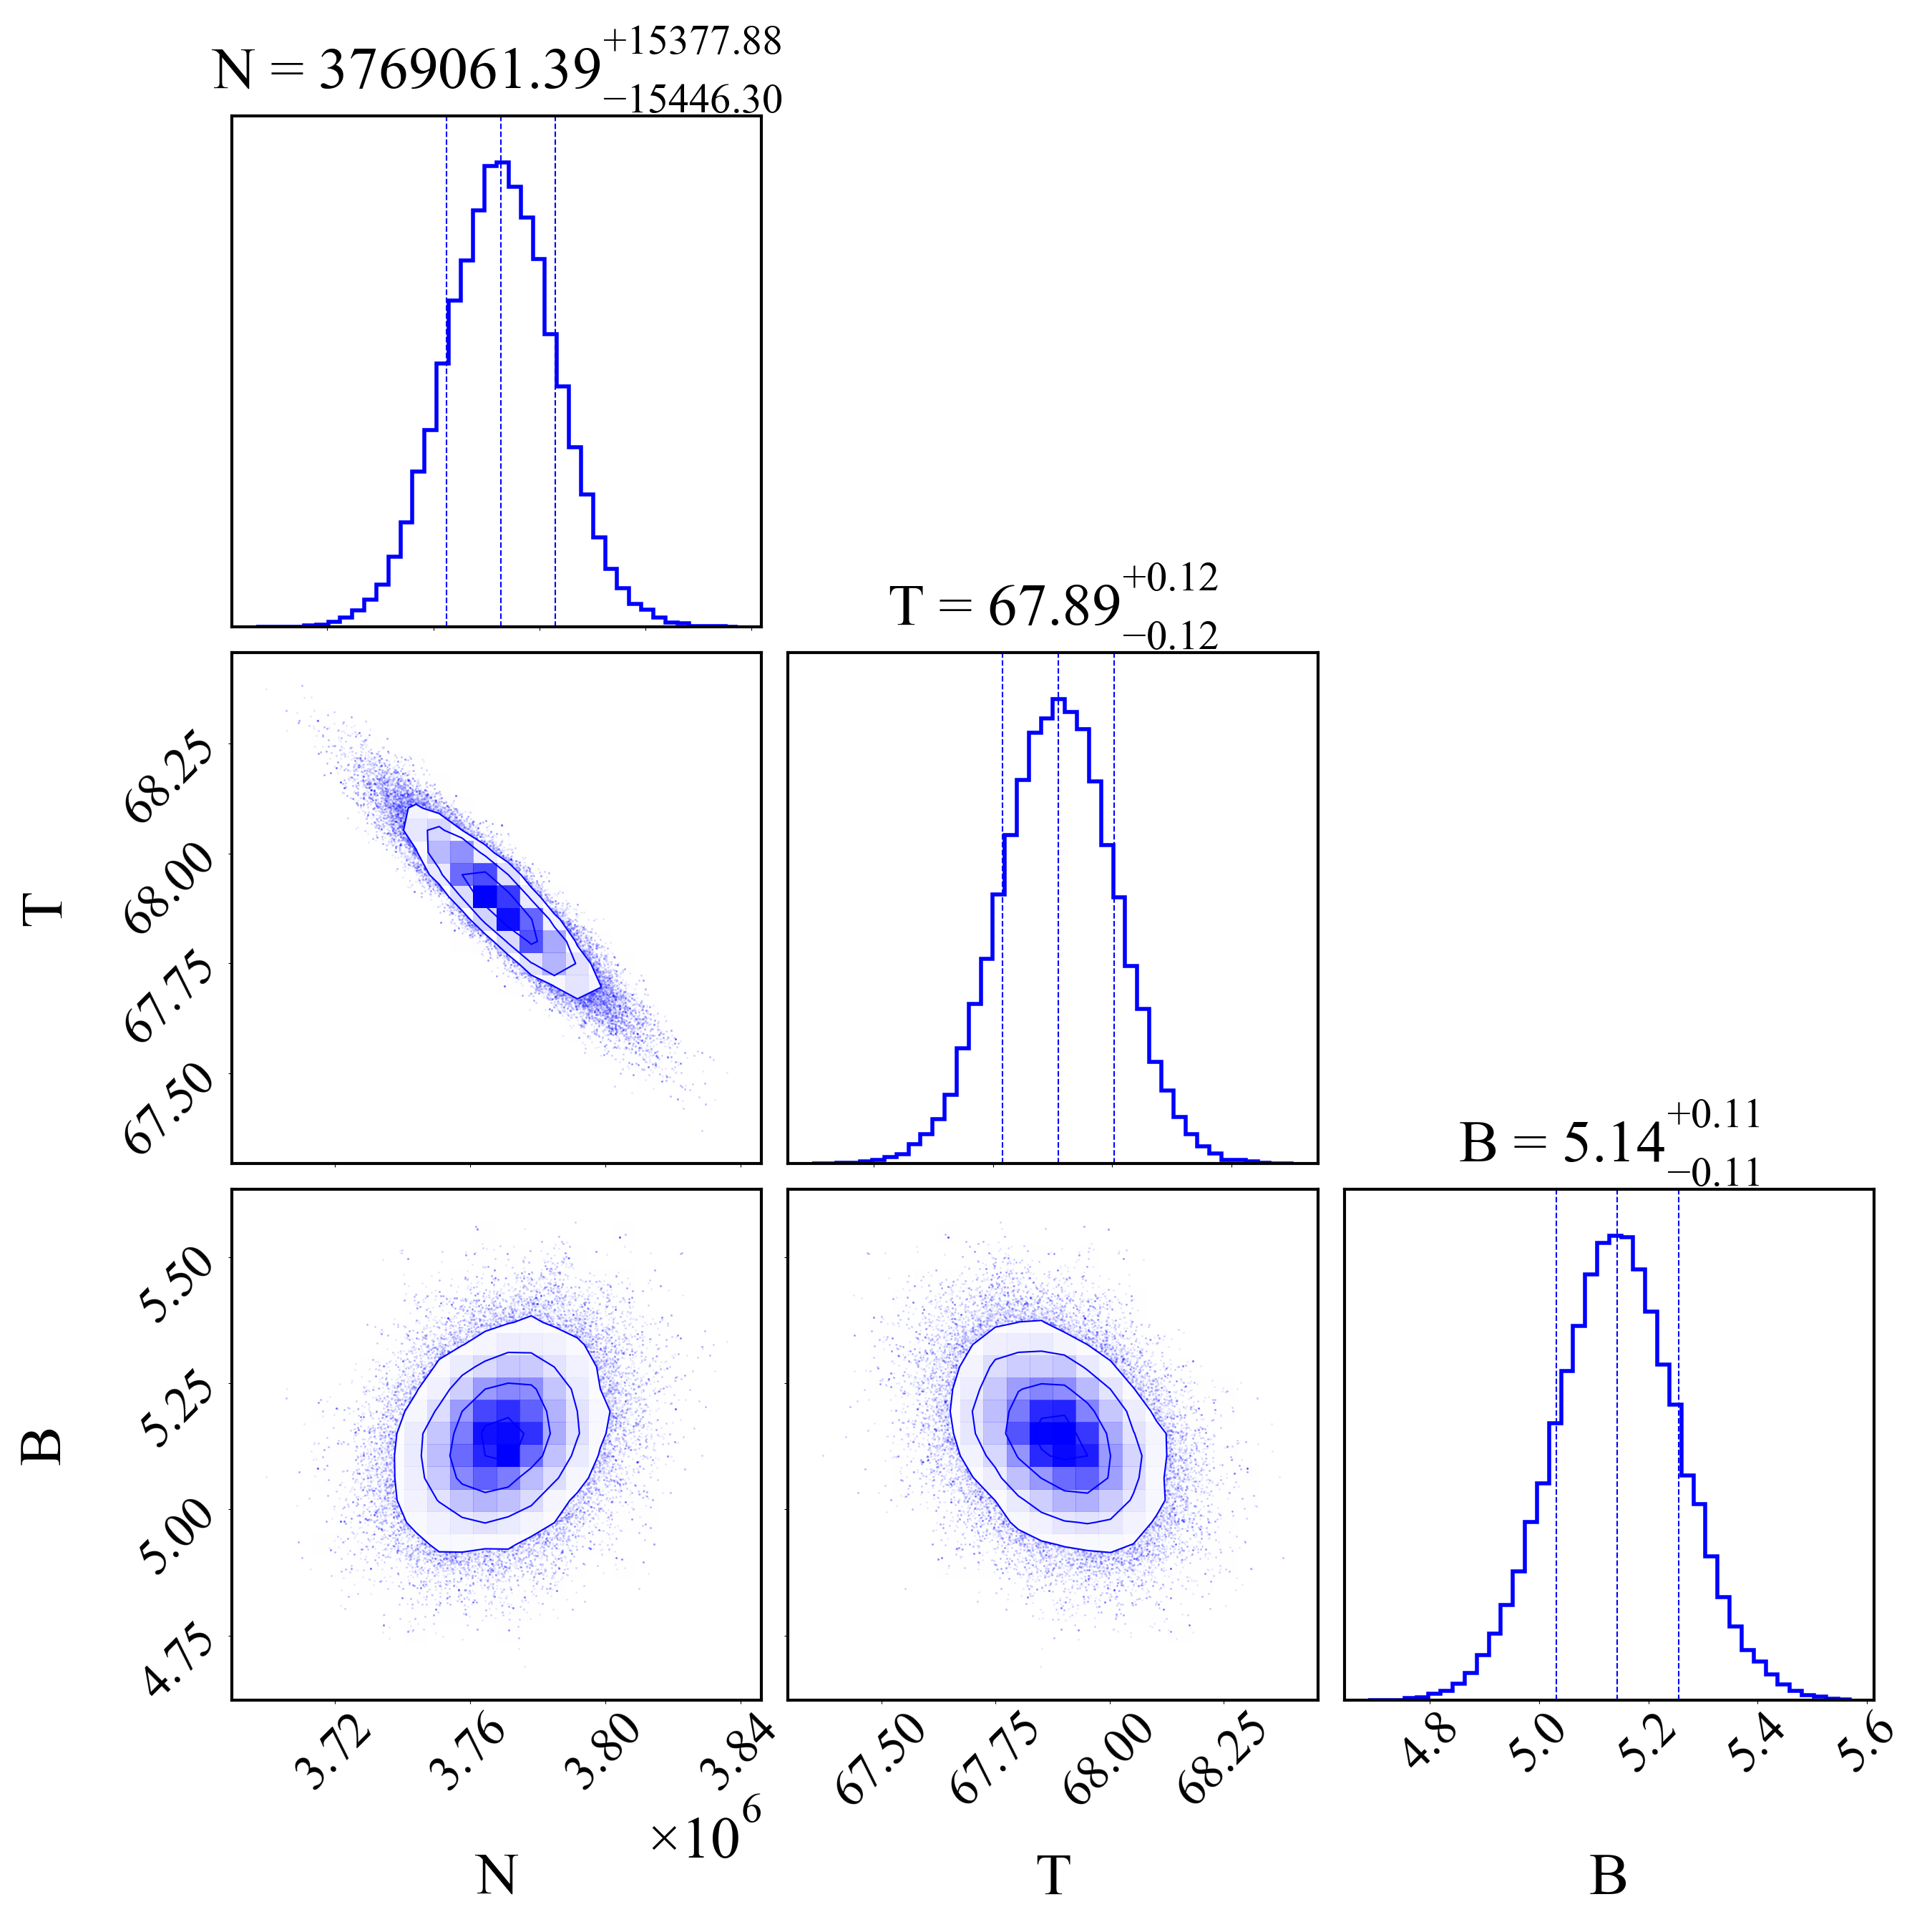 N = 3769061.39 +15377.88 −15446.30
T = 67.89 +0.12 −0.12
68.25
68.00
67.75
67.50
T
B = 5.14 +0.11 −0.11
5.50
5.25
5.00
4.75
B
3.72 3.76 3.80 3.84
67.50 67.75 68.00 68.25
4.8 5.0 5.2 5.4 5.6
×10⁶
N T B